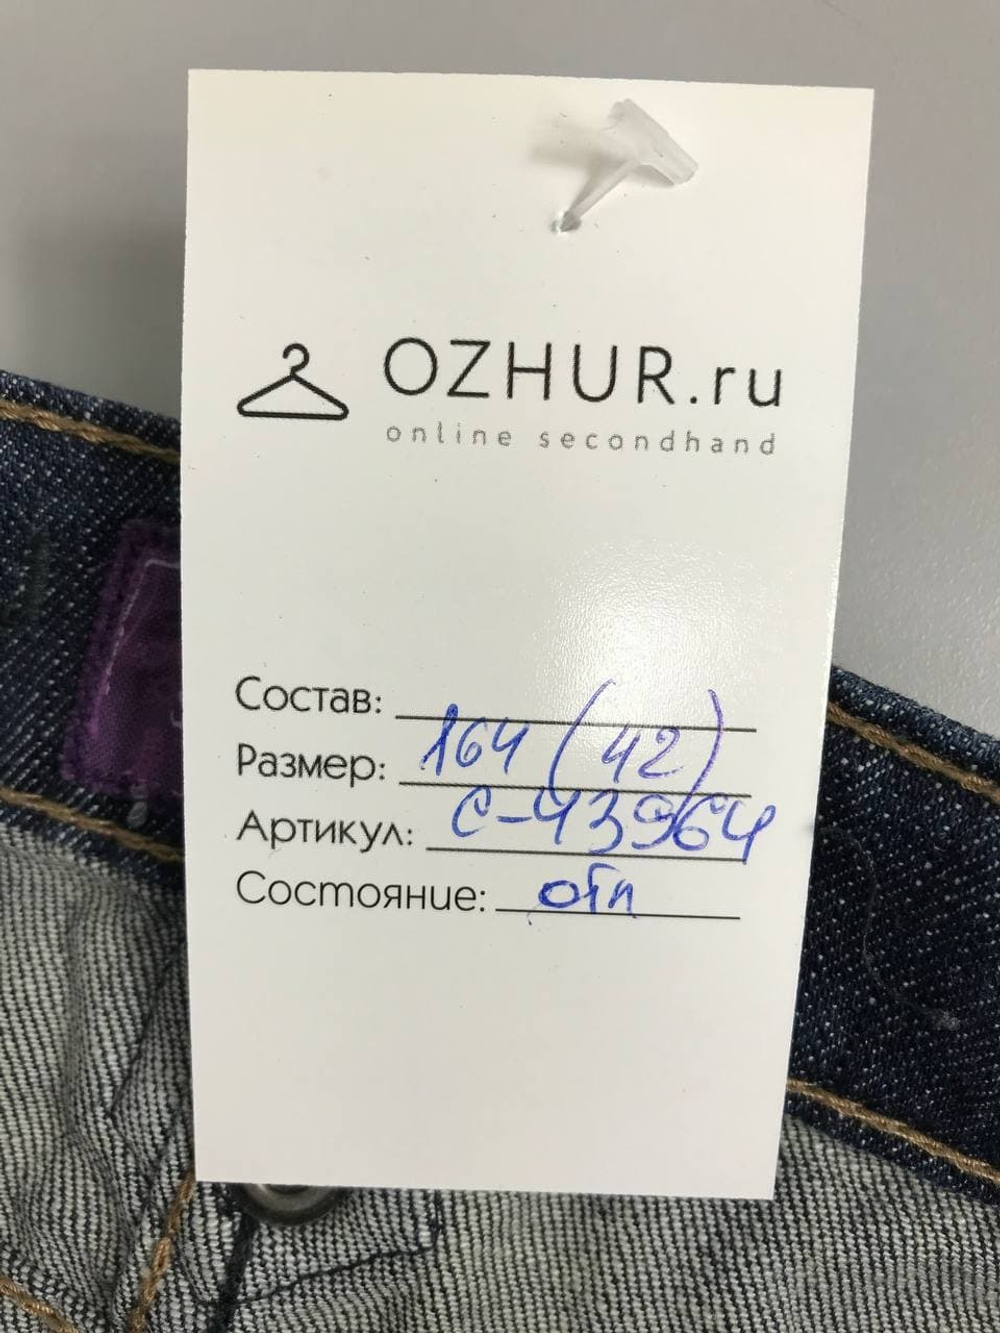 OZHUR.ru
online secondhand
Состав:
Размер: 164 (42)
Артикул: С-43964
Состояние: отл